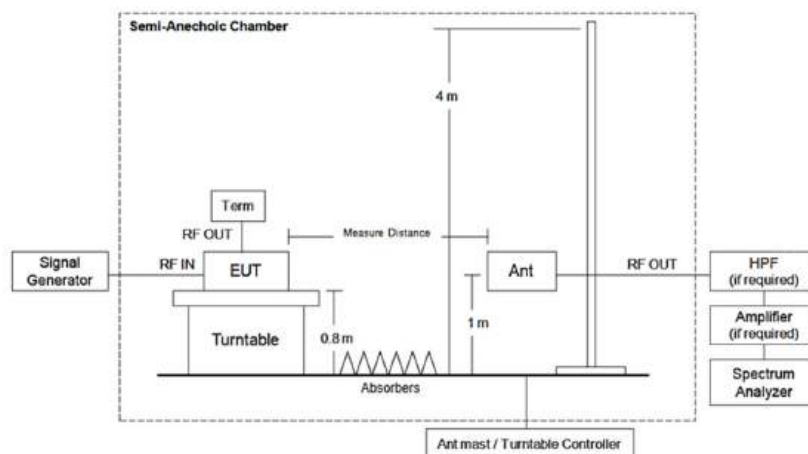 Semi-Anechoic Chamber
4 m
Term
RF OUT
Measure Distance
Signal
Generator
RF IN
EUT
Ant
RF OUT
HPF
(if required)
Turntable
0.8 m
1 m
Amplifier
(if required)
Absorbers
Spectrum
Analyzer
Ant mast / Turntable Controller